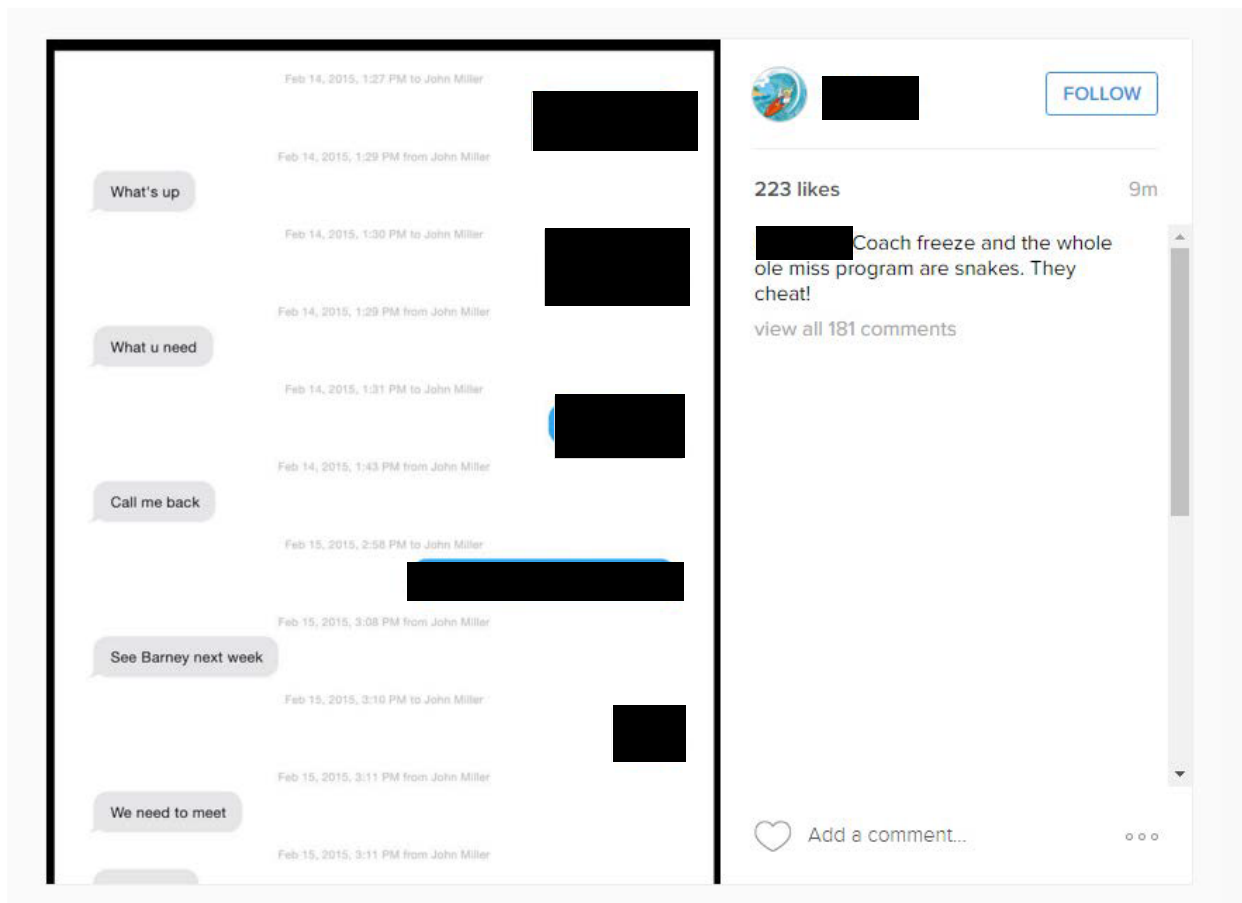 Feb 14, 2015, 1:27 PM to John Miller
Feb 14, 2015, 1:29 PM from John Miller
What's up
Feb 14, 2015, 1:30 PM to John Miller
Feb 14, 2015, 1:29 PM from John Miller
What u need
Feb 14, 2015, 1:31 PM to John Miller
Feb 14, 2015, 1:43 PM from John Miller
Call me back
Feb 15, 2015, 2:58 PM to John Miller
Feb 15, 2015, 3:08 PM from John Miller
See Barney next week
Feb 15, 2015, 3:10 PM to John Miller
Feb 15, 2015, 3:11 PM from John Miller
We need to meet
Feb 15, 2015, 3:11 PM from John Miller
FOLLOW
223 likes
9m
Coach freeze and the whole
ole miss program are snakes. They
cheat!
view all 181 comments
Add a comment...